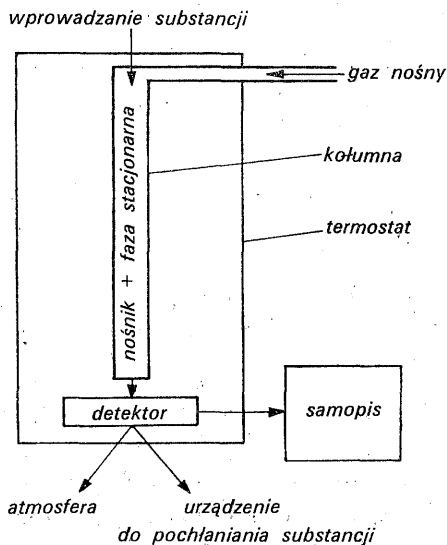 wprowadzanie substancji
gaz nośny
kolumna
termostat
nośnik + faza stacjonarna
detektor
samopis
atmosfera
urządzenie
do pochłaniania substancji